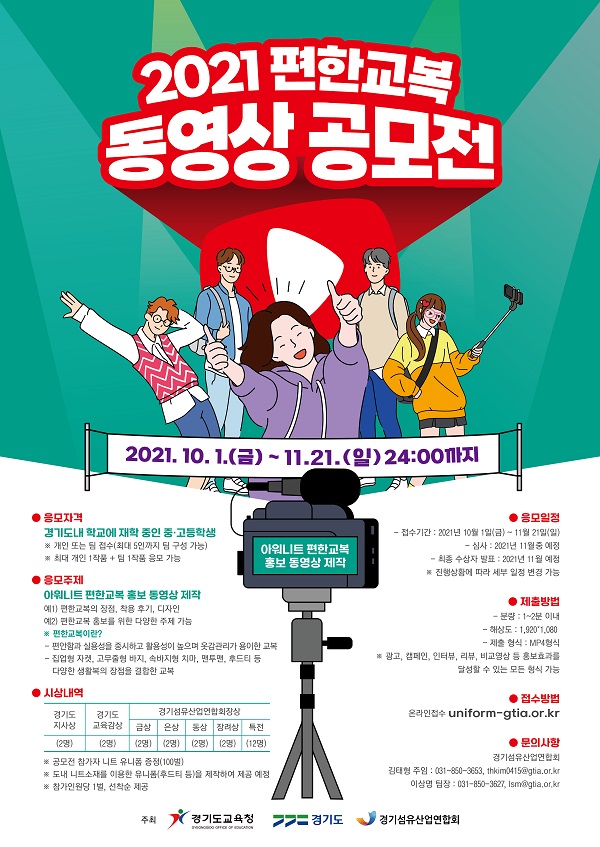 2021 편한교복
동영상 공모전
2021. 10. 1.(금) ~ 11.21.(일) 24:00까지
아워니트 편한교복
홍보 동영상 제작
● 응모자격
경기도내 학교에 재학 중인 중·고등학생
※ 개인 또는 팀 접수(최대 5인까지 팀 구성 가능)
※ 최대 개인 1작품 + 팀 1작품 응모 가능
● 응모주제
아워니트 편한교복 홍보 동영상 제작
예1) 편한교복의 장점, 착용 후기, 디자인
예2) 편한교복 홍보를 위한 다양한 주제 가능
※ 편한교복이란?
- 편안함과 실용성을 중시하고 활용성이 높으며 옷감관리가 용이한 교복
- 집업형 자켓, 고무줄형 바지, 속바지형 치마, 맨투맨, 후드티 등
다양한 생활복의 장점을 결합한 교복
● 시상내역
경기도 지사상 경기도 교육감상 경기섬유산업연합회장상
금상 은상 동상 장려상 특전
(2명) (2명) (2명) (2명) (2명) (2명) (12명)
※ 공모전 참가자 니트 유니폼 증정(100벌)
※ 도내 니트소재를 이용한 유니폼(후드티 등)을 제작하여 제공 예정
※ 참가인원당 1벌, 선착순 제공
● 응모일정
- 접수기간 : 2021년 10월 1일(금) ~ 11월 21일(일)
- 심사 : 2021년 11월중 예정
- 최종 수상자 발표 : 2021년 11월 예정
※ 진행상황에 따라 세부 일정 변경 가능
● 제출방법
- 분량 : 1~2분 이내
- 해상도 : 1,920*1,080
- 제출 형식 : MP4형식
※ 광고, 캠페인, 인터뷰, 리뷰, 비교영상 등 홍보효과를
달성할 수 있는 모든 형식 가능
● 접수방법
온라인접수 uniform-gtia.or.kr
● 문의사항
경기섬유산업연합회
김태형 주임 : 031-850-3653, thkim0415@gtia.or.kr
이상명 팀장 : 031-850-3627, lsm@gtia.or.kr
주최 경기도교육청 경기도 경기섬유산업연합회
GYEONGGIDO OFFICE OF EDUCATION